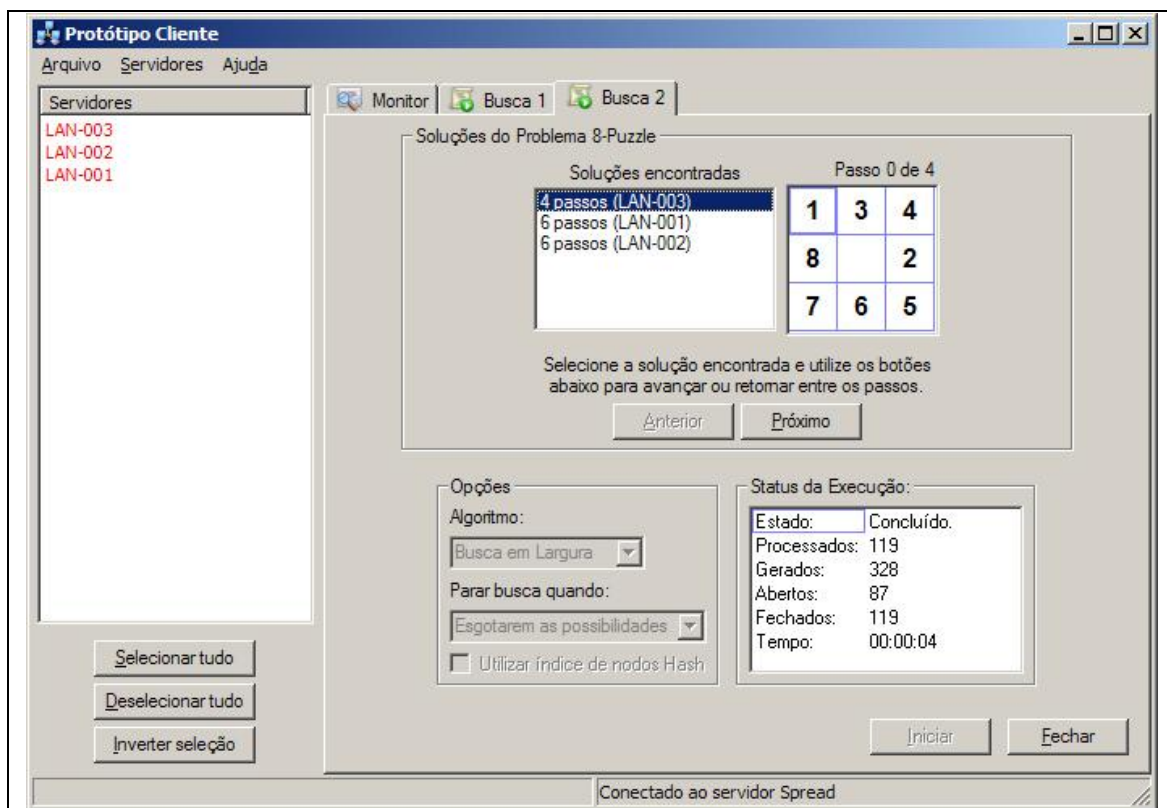 Protótipo Cliente
Arquivo Servidores Ajuda
Servidores
LAN-003
LAN-002
LAN-001
Selecionar tudo
Deselecionar tudo
Inverter seleção
Monitor Busca 1 Busca 2
Soluções do Problema 8-Puzzle
Soluções encontradas
4 passos (LAN-003)
6 passos (LAN-001)
6 passos (LAN-002)
Passo 0 de 4
1 3 4
8 2
7 6 5
Selecione a solução encontrada e utilize os botões
abaixo para avançar ou retornar entre os passos.
Anterior Próximo
Opções
Algoritmo:
Busca em Largura
Parar busca quando:
Esgotarem as possibilidades
Utilizar índice de nodos Hash
Status da Execução:
Estado: Concluído.
Processados: 119
Gerados: 328
Abertos: 87
Fechados: 119
Tempo: 00:00:04
Iniciar Fechar
Conectado ao servidor Spread